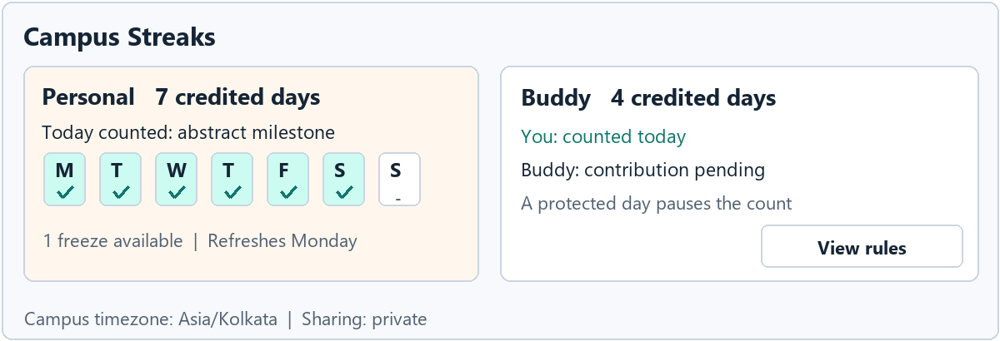 Campus Streaks
Personal 7 credited days
Today counted: abstract milestone
M T W T F S S
-
1 freeze available | Refreshes Monday
Buddy 4 credited days
You: counted today
Buddy: contribution pending
A protected day pauses the count
View rules
Campus timezone: Asia/Kolkata | Sharing: private